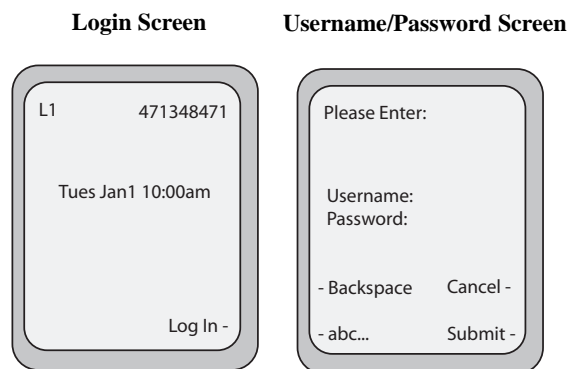 Login Screen
Username/Password Screen
L1 471348471
Tues Jan1 10:00am
Log In -
Please Enter:
Username:
Password:
- Backspace Cancel -
- abc... Submit -